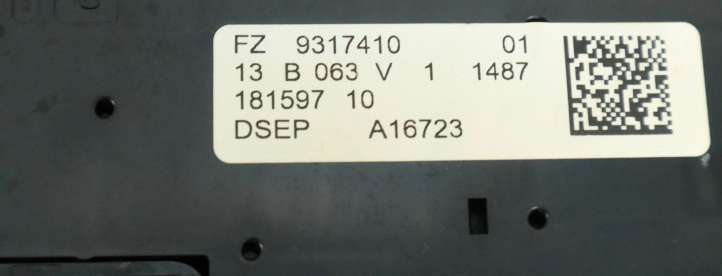 FZ 9317410 01
13 B 063 V 1 1487
181597 10
DSEP A16723